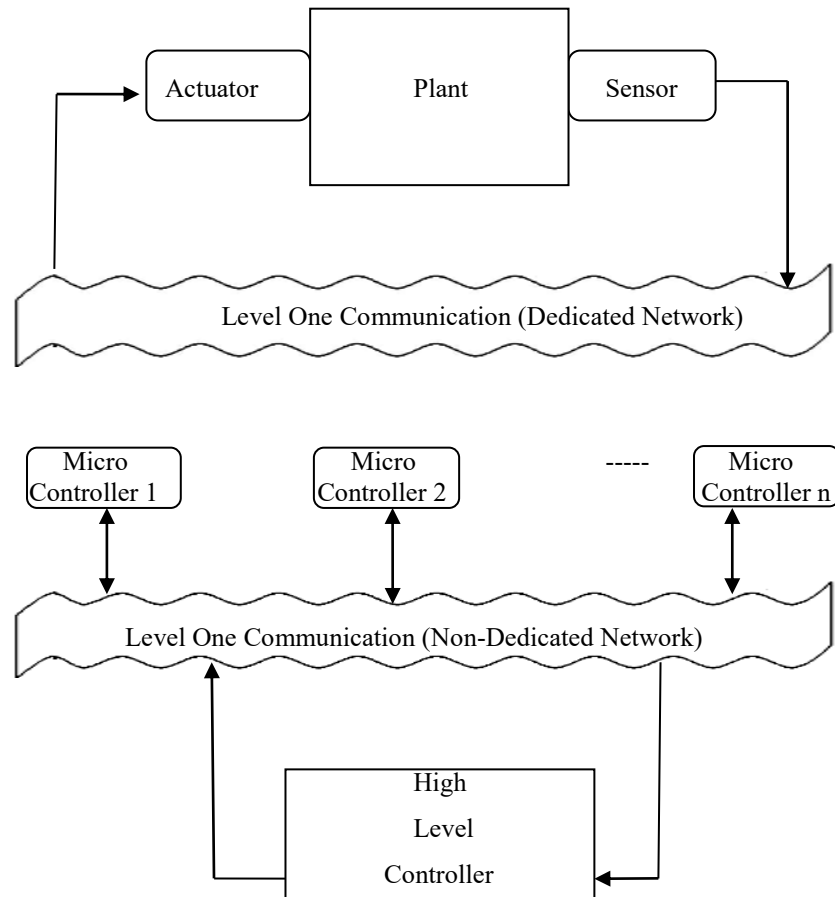 Actuator
Plant
Sensor
Level One Communication (Dedicated Network)
Micro
Controller 1
Micro
Controller 2
-----
Micro
Controller n
Level One Communication (Non-Dedicated Network)
High
Level
Controller